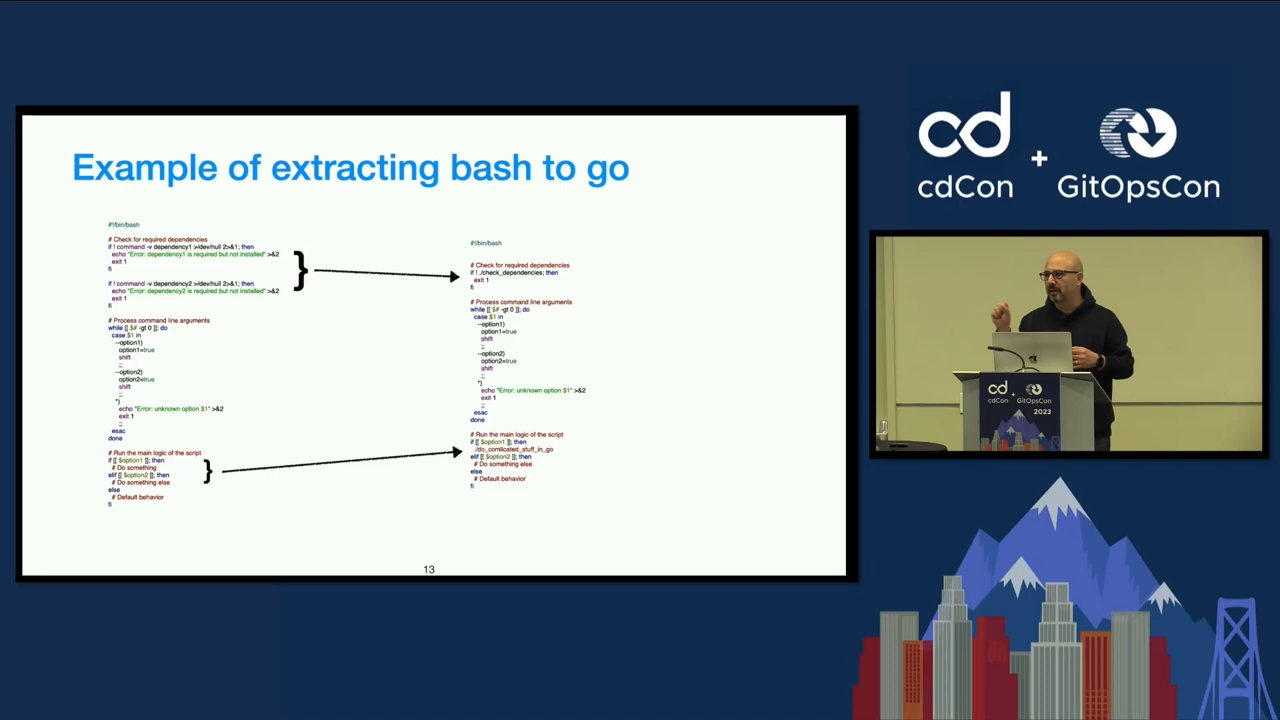 Example of extracting bash to go
#!/bin/bash
# Check for required dependencies
if ! command -v dependency1 >/dev/null 2>&1; then
echo "Error: dependency1 is required but not installed" >&2
exit 1
fi
if ! command -v dependency2 >/dev/null 2>&1; then
echo "Error: dependency2 is required but not installed" >&2
exit 1
fi
# Process command line arguments
while [[ $# -gt 0 ]]; do
case $1 in
--option1)
option1=true
shift
;;
--option2)
option2=true
shift
;;
*)
echo "Error: unknown option $1" >&2
exit 1
;;
esac
done
# Run the main logic of the script
if [[ $option1 ]]; then
# Do something
elif [[ $option2 ]]; then
# Do something else
else
# Default behavior
fi
}
}
#!/bin/bash
# Check for required dependencies
if ! ./check_dependencies; then
exit 1
fi
# Process command line arguments
while [[ $# -gt 0 ]]; do
case $1 in
--option1)
option1=true
shift
;;
--option2)
option2=true
shift
;;
*)
echo "Error: unknown option $1" >&2
exit 1
;;
esac
done
# Run the main logic of the script
if [[ $option1 ]]; then
./do_comlicated_stuff_in_go
elif [[ $option2 ]]; then
# Do something else
else
# Default behavior
fi
13
cd
cdCon
+
GitOpsCon
cd
cdCon
+
GitOpsCon
2023